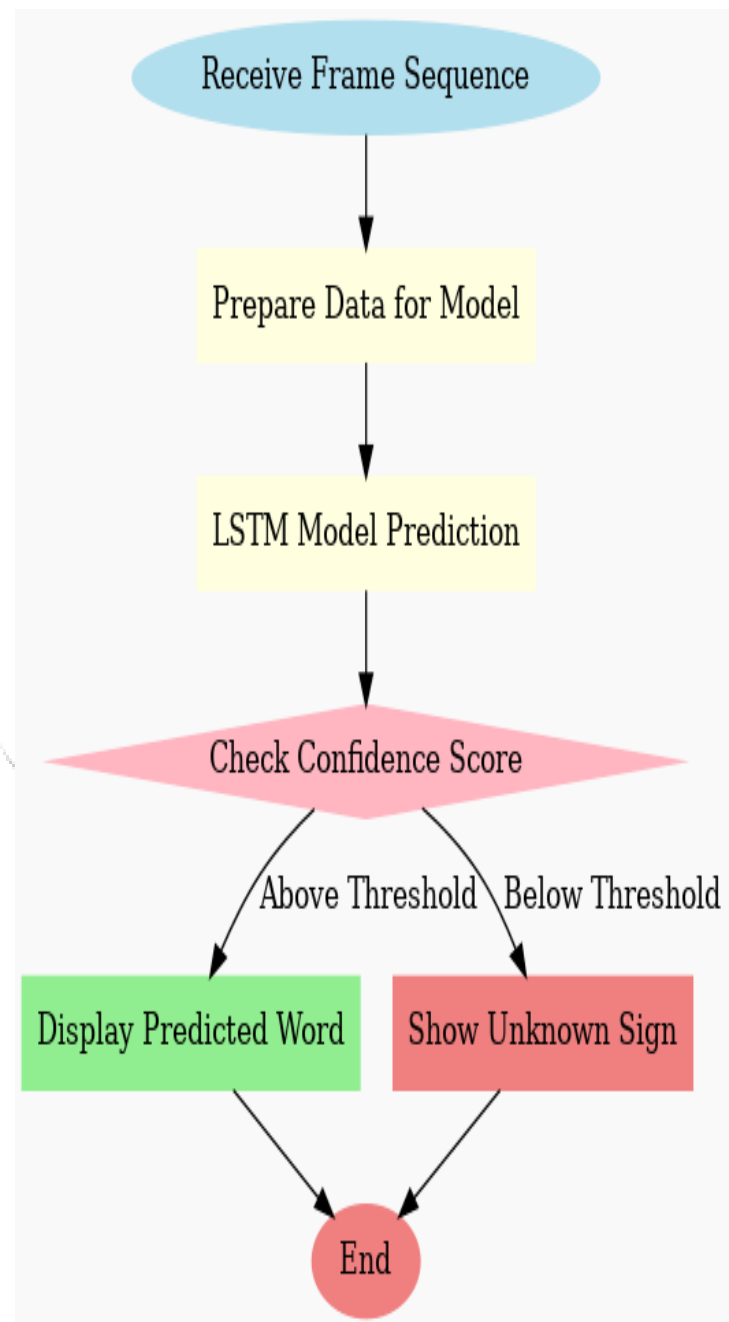 Receive Frame Sequence
Prepare Data for Model
LSTM Model Prediction
Check Confidence Score
Above Threshold
Below Threshold
Display Predicted Word
Show Unknown Sign
End